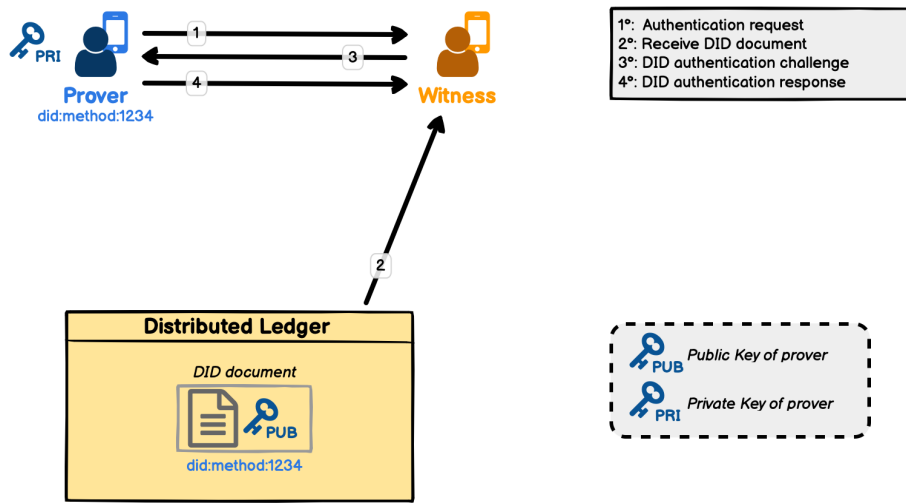 PRI
Prover
did:method:1234
1
3
4
Witness
1º: Authentication request
2º: Receive DID document
3º: DID authentication challenge
4º: DID authentication response
2
Distributed Ledger
DID document
PUB
did:method:1234
PUB Public Key of prover
PRI Private Key of prover